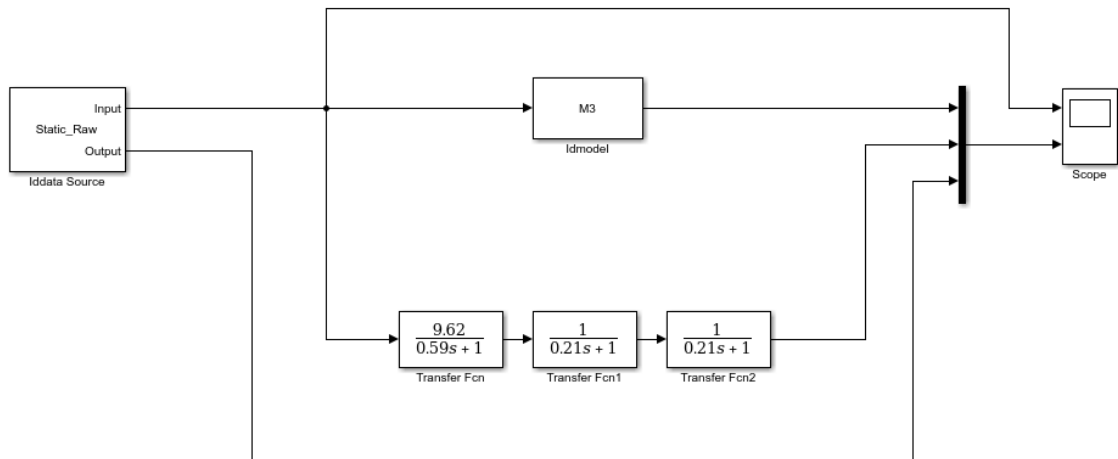 Input
Static_Raw
Output
Iddata Source
M3
Idmodel
Scope
9.62
0.59s + 1
Transfer Fcn
1
0.21s + 1
Transfer Fcn1
1
0.21s + 1
Transfer Fcn2